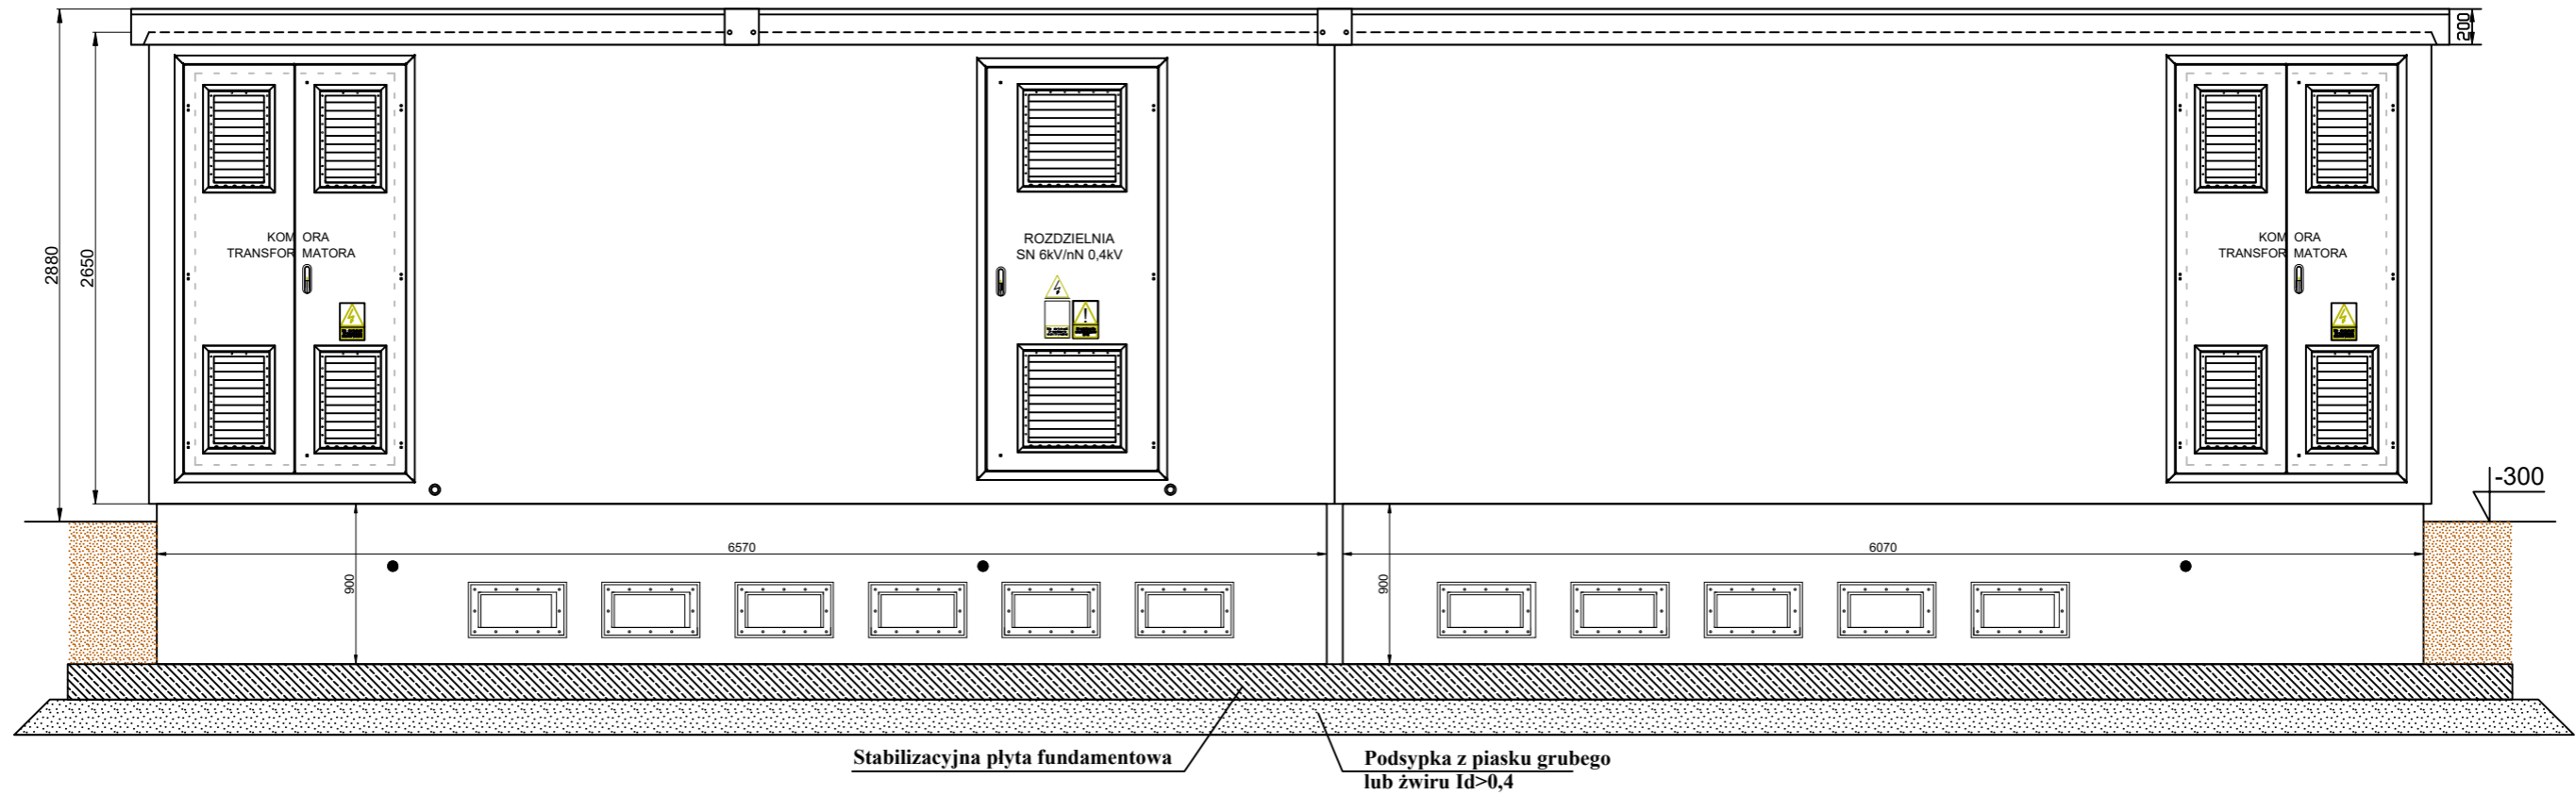 200
2880
2650
KOMORA
TRANSFORMATORA
ROZDZIELNIA
SN 6kV/nN 0,4kV
KOMORA
TRANSFORMATORA
-300
6570
6070
900
900
Stabilizacyjna płyta fundamentowa
Podsypka z piasku grubego
lub żwiru Id>0,4